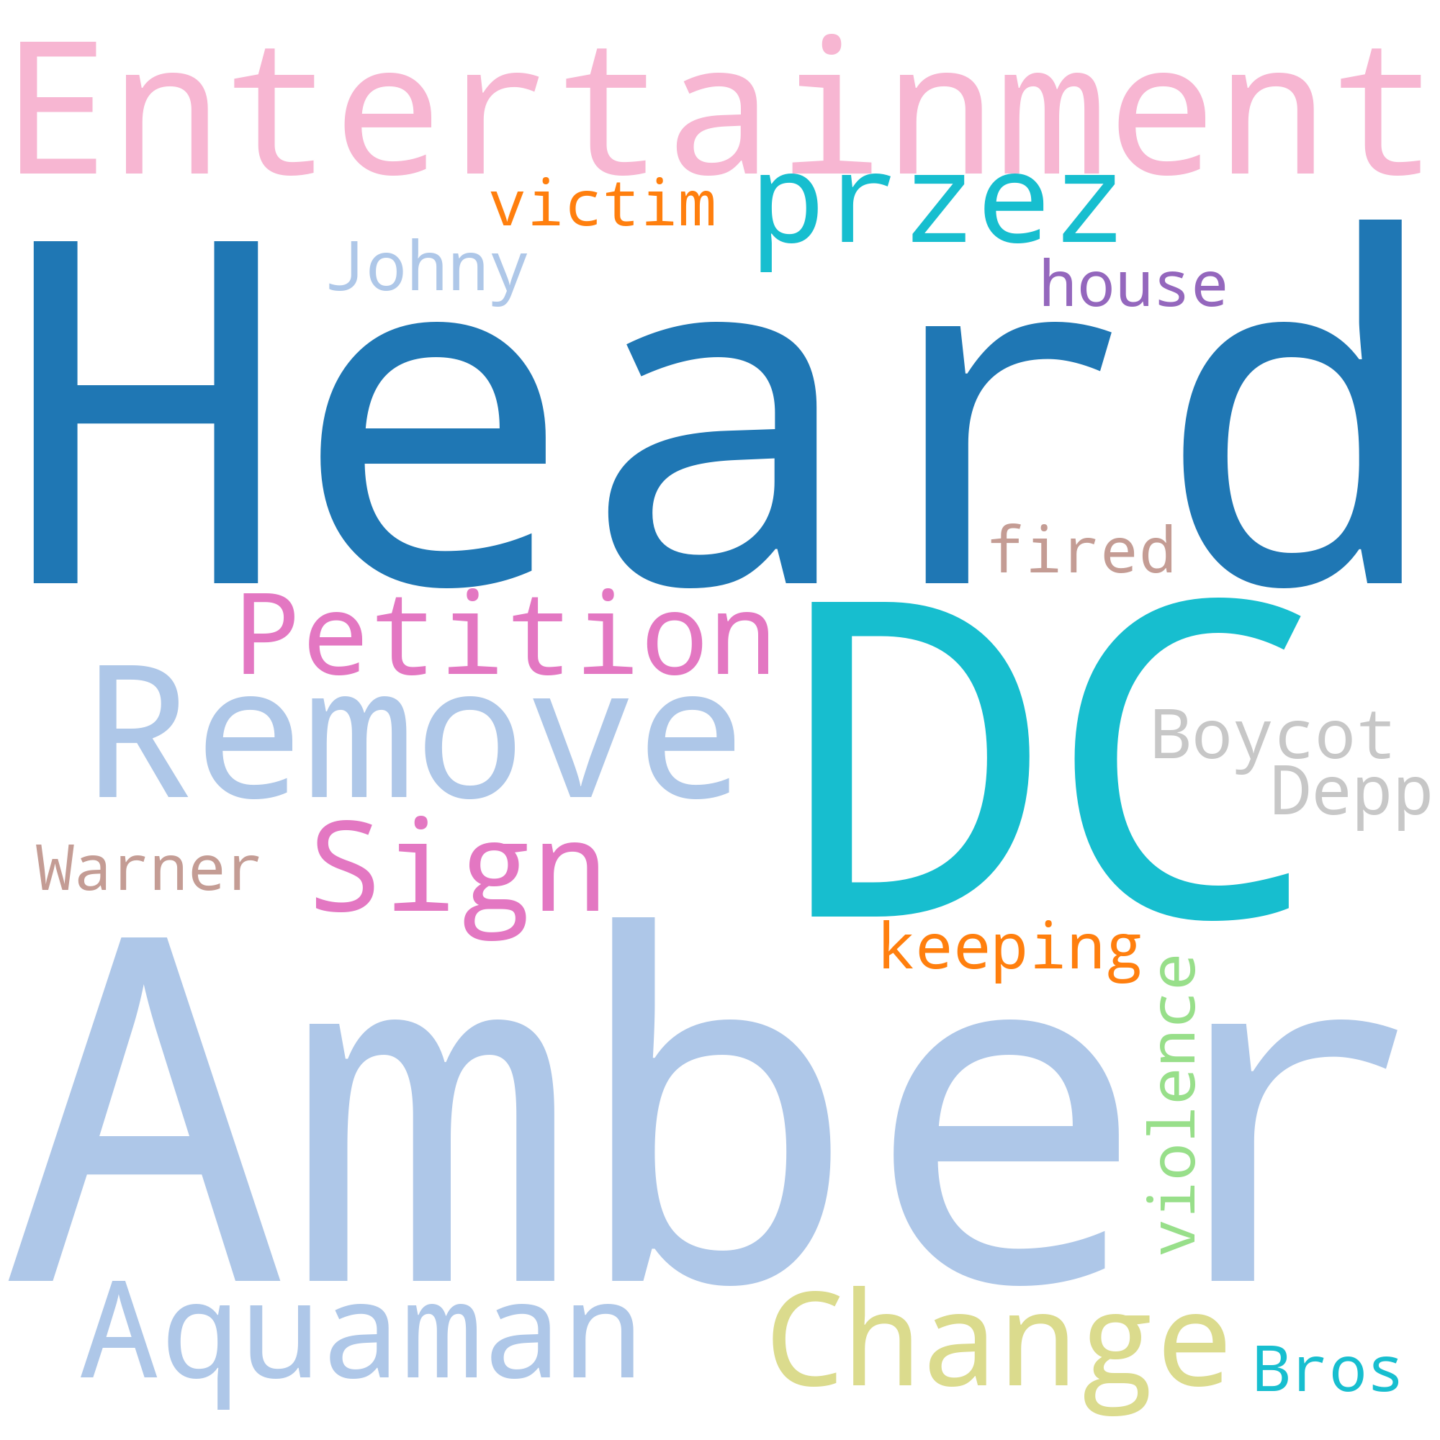 Entertainment
victim przez
Johny house
Heard
fired
Petition
DC
Remove
Boycot
Depp
Sign
Warner
keeping
violence
Amber
Aquaman
Change
Bros